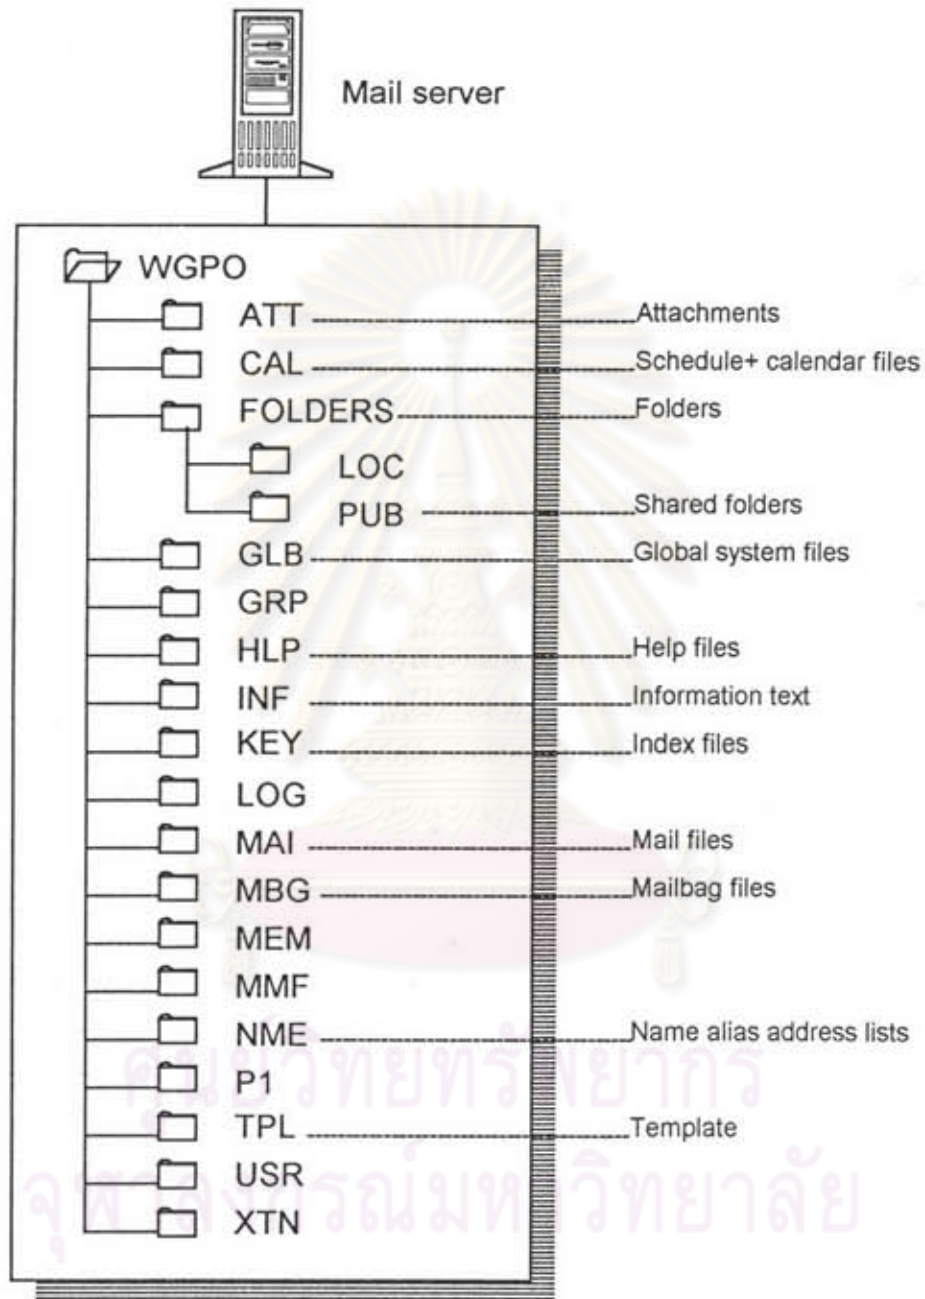 Mail server
WGPO
ATT Attachments
CAL Schedule+ calendar files
FOLDERS Folders
LOC
PUB Shared folders
GLB Global system files
GRP
HLP Help files
INF Information text
KEY Index files
LOG
MAI Mail files
MBG Mailbag files
MEM
MMF
NME Name alias address lists
ศูนย์วิทยทรัพยากร
P1
TPL Template
USR
จุฬาลงกรณ์มหาวิทยาลัย
XTN